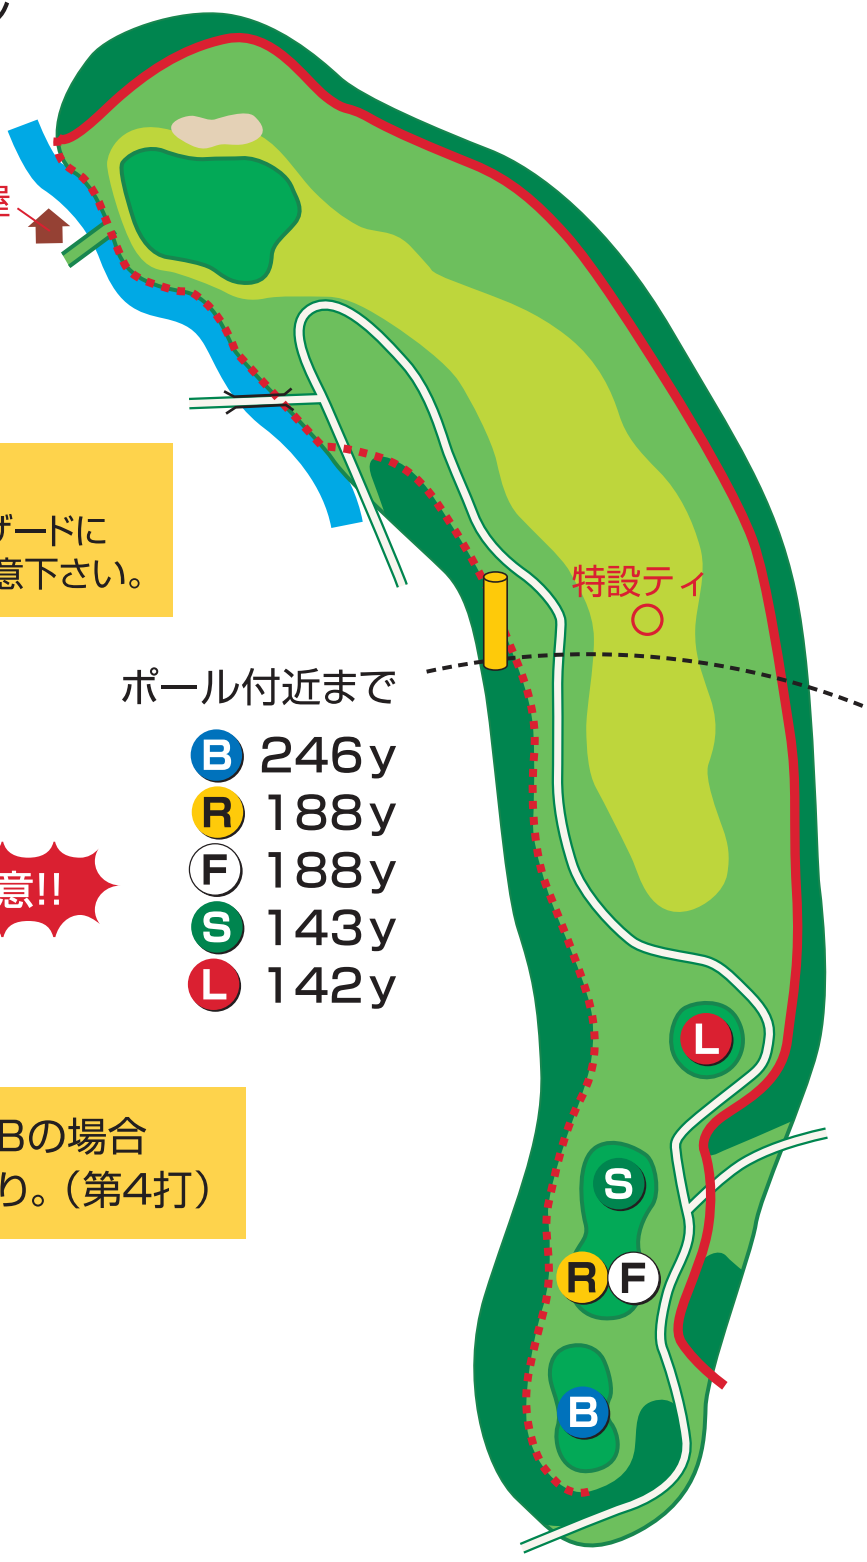 屋
ザードに
意下さい。
特設ティ
ポール付近まで
B 246y
R 188y
F 188y
S 143y
L 142y
意!!
L
Bの場合
り。（第4打）
S
R F
B